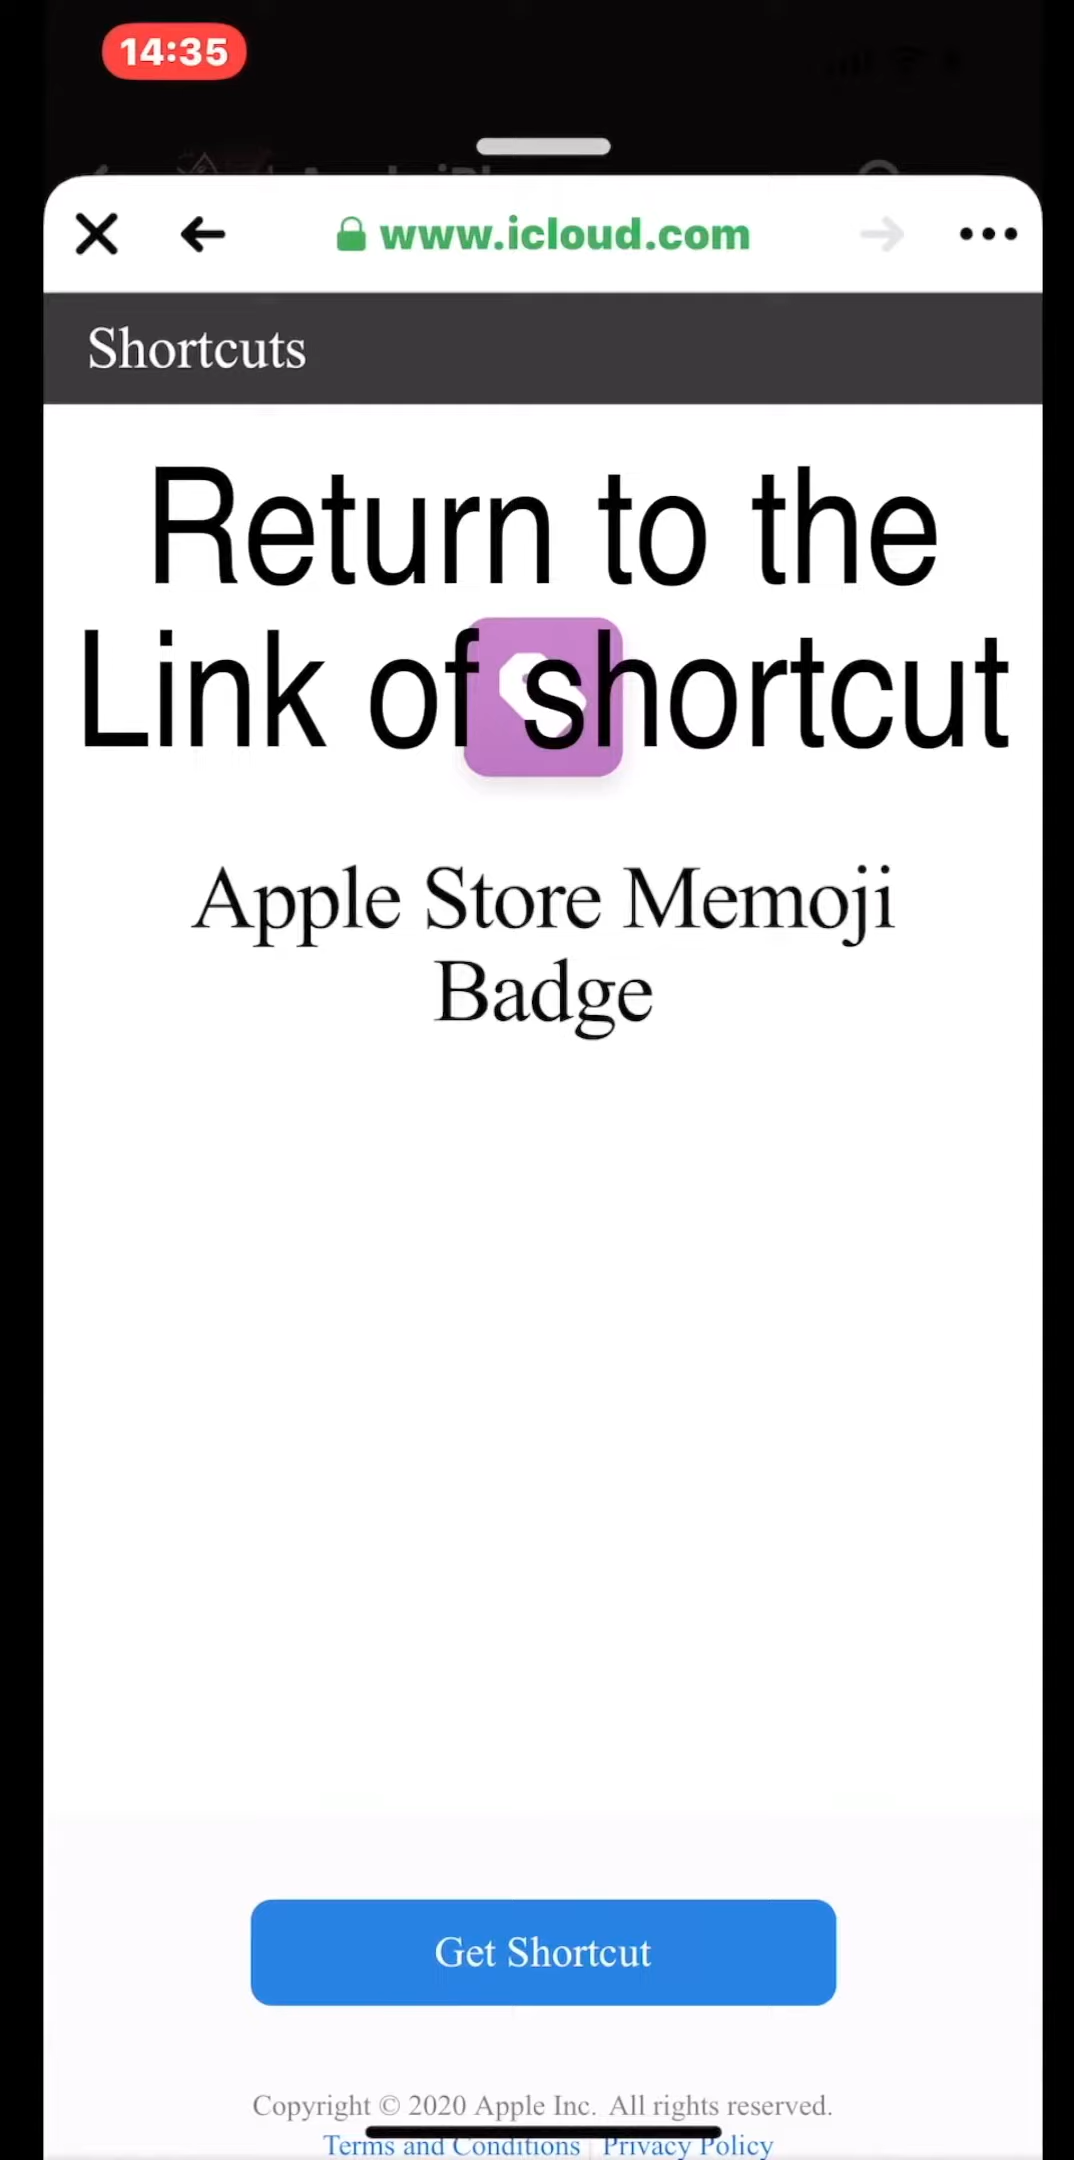 14:35
www.icloud.com
Shortcuts
Return to the
Link of shortcut
Apple Store Memoji
Badge
Get Shortcut
Copyright © 2020 Apple Inc. All rights reserved.
Terms and Conditions | Privacy Policy